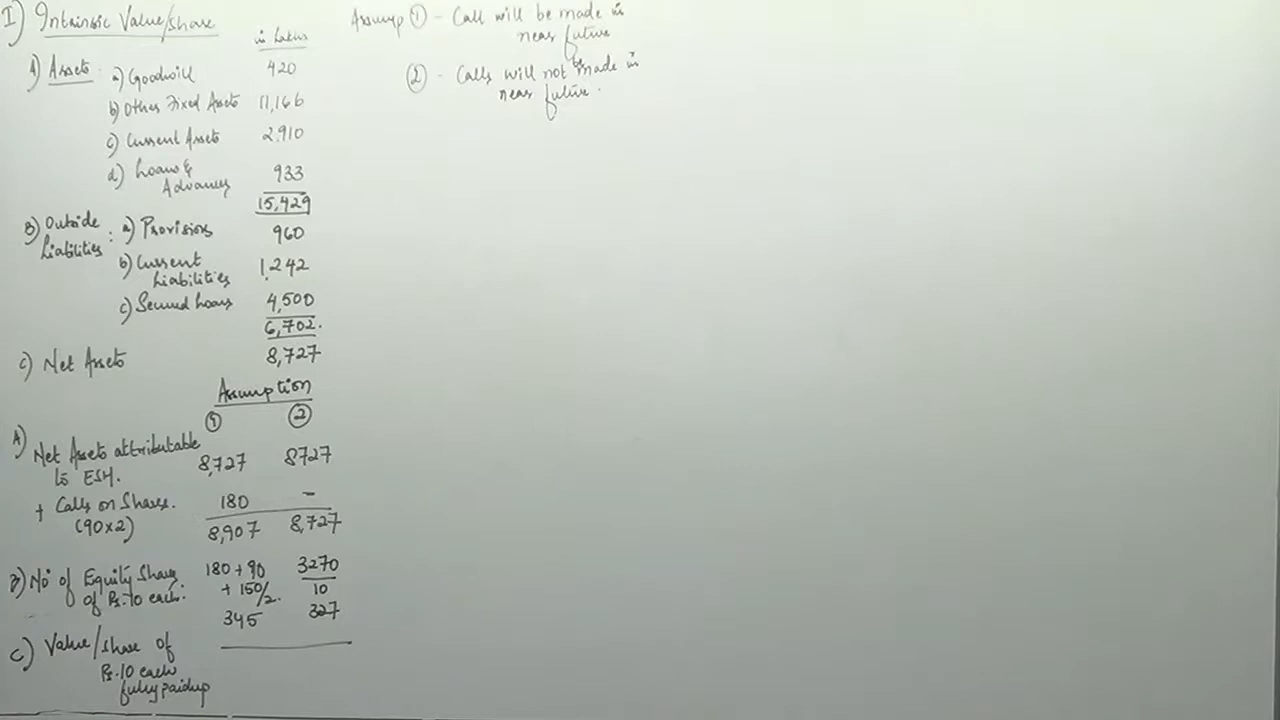 I) Intrinsic Value/share
in Lakhs
A) Assets: a) Goodwill 420
b) Other Fixed Assets 11,166
c) Current Assets 2,910
d) Loans & Advances 933
15,429
B) Outside Liabilities: a) Provisions 960
b) Current Liabilities 1,242
c) Secured Loans 4,500
6,702.
C) Net Assets 8,727
Assumption
① ②
A) Net Assets attributable to ESH. 8,727 8727
+ Calls on Shares. (90x2) 180 -
8,907 8,727
B) No of Equity Shares of Rs.10 each: 180 + 90 + 150/2. 3270/10
345 327
C) Value/share of Rs.10 each fully paidup
Assump ① - Call will be made in near future
② - Calls will not be made in near future.